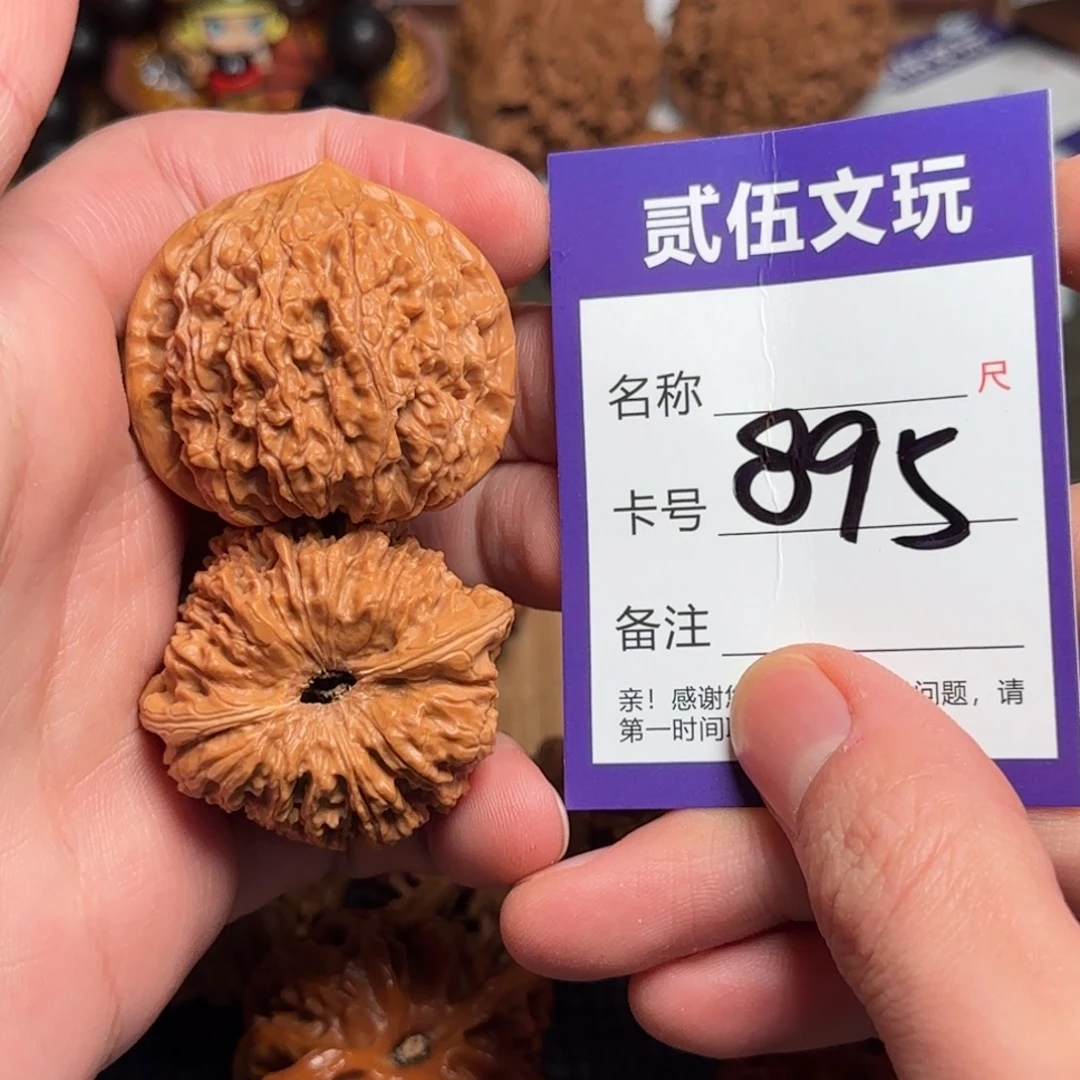 贰伍文玩
名称 尺
卡号 895
备注
亲！感谢 问题，请
第一时间